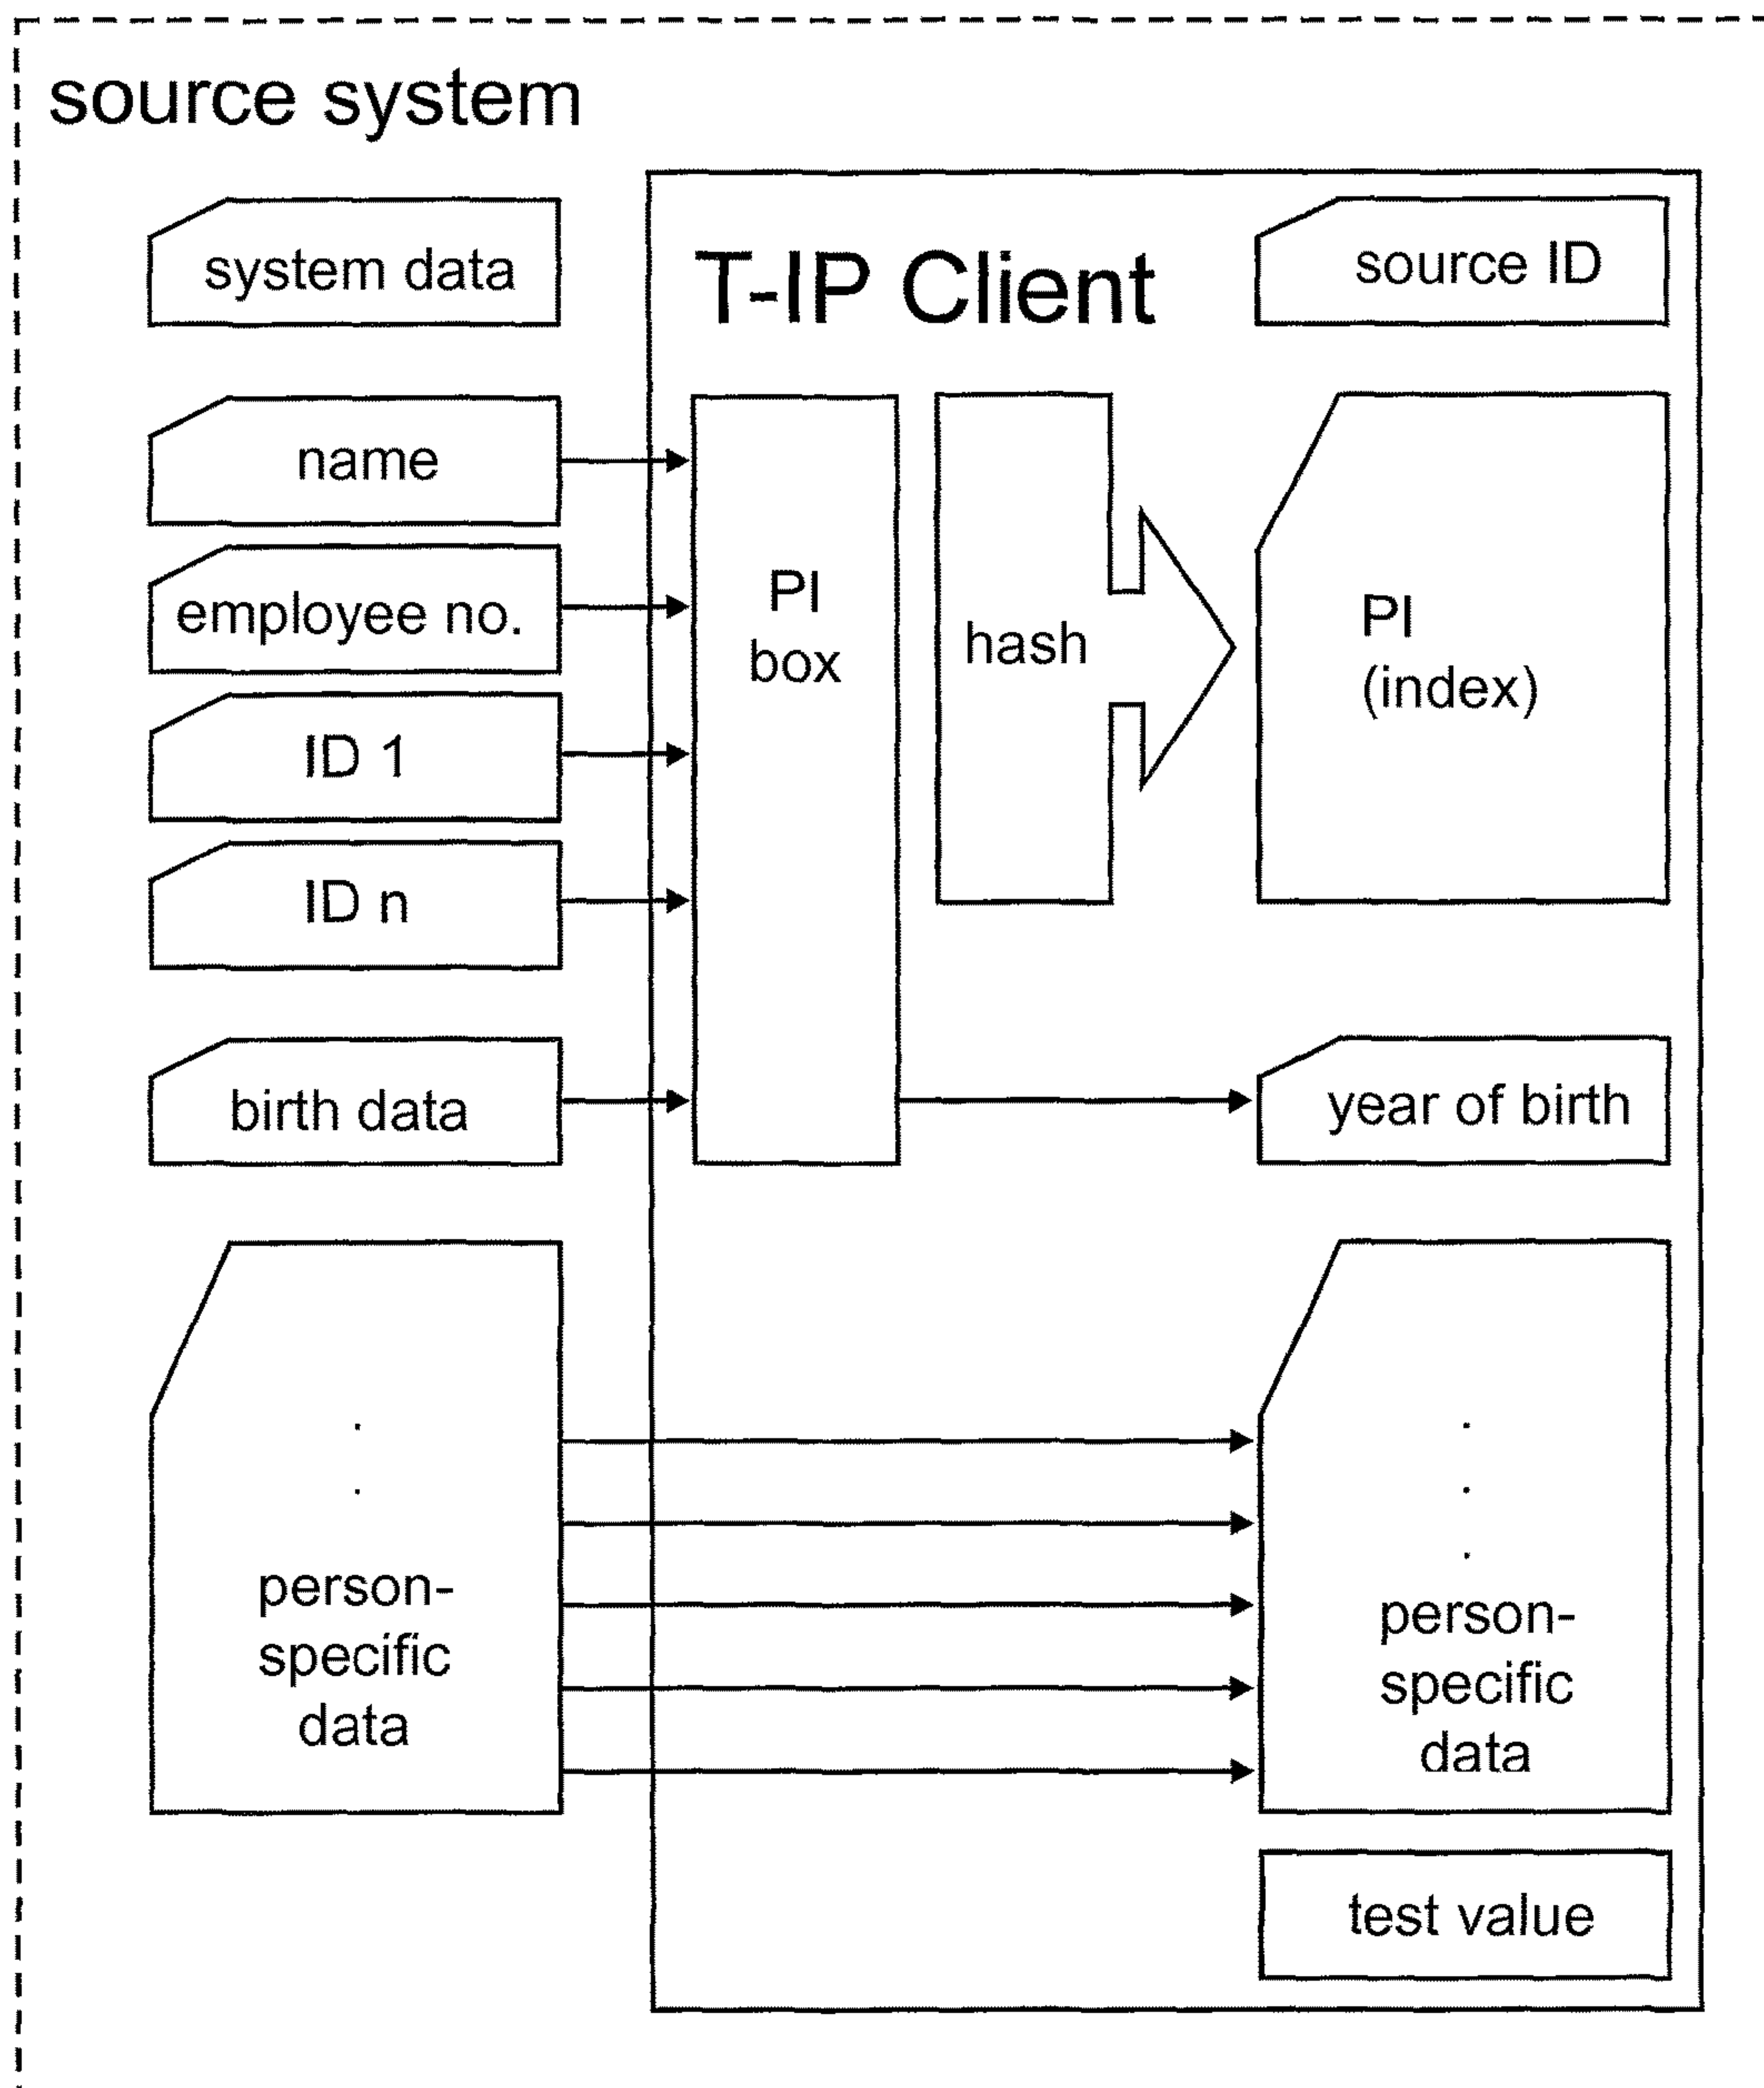 source system
system data
T-IP Client
source ID
name
employee no.
ID 1
ID n
birth data
PI
box
hash
PI
(index)
year of birth
person-
specific
data
person-
specific
data
test value